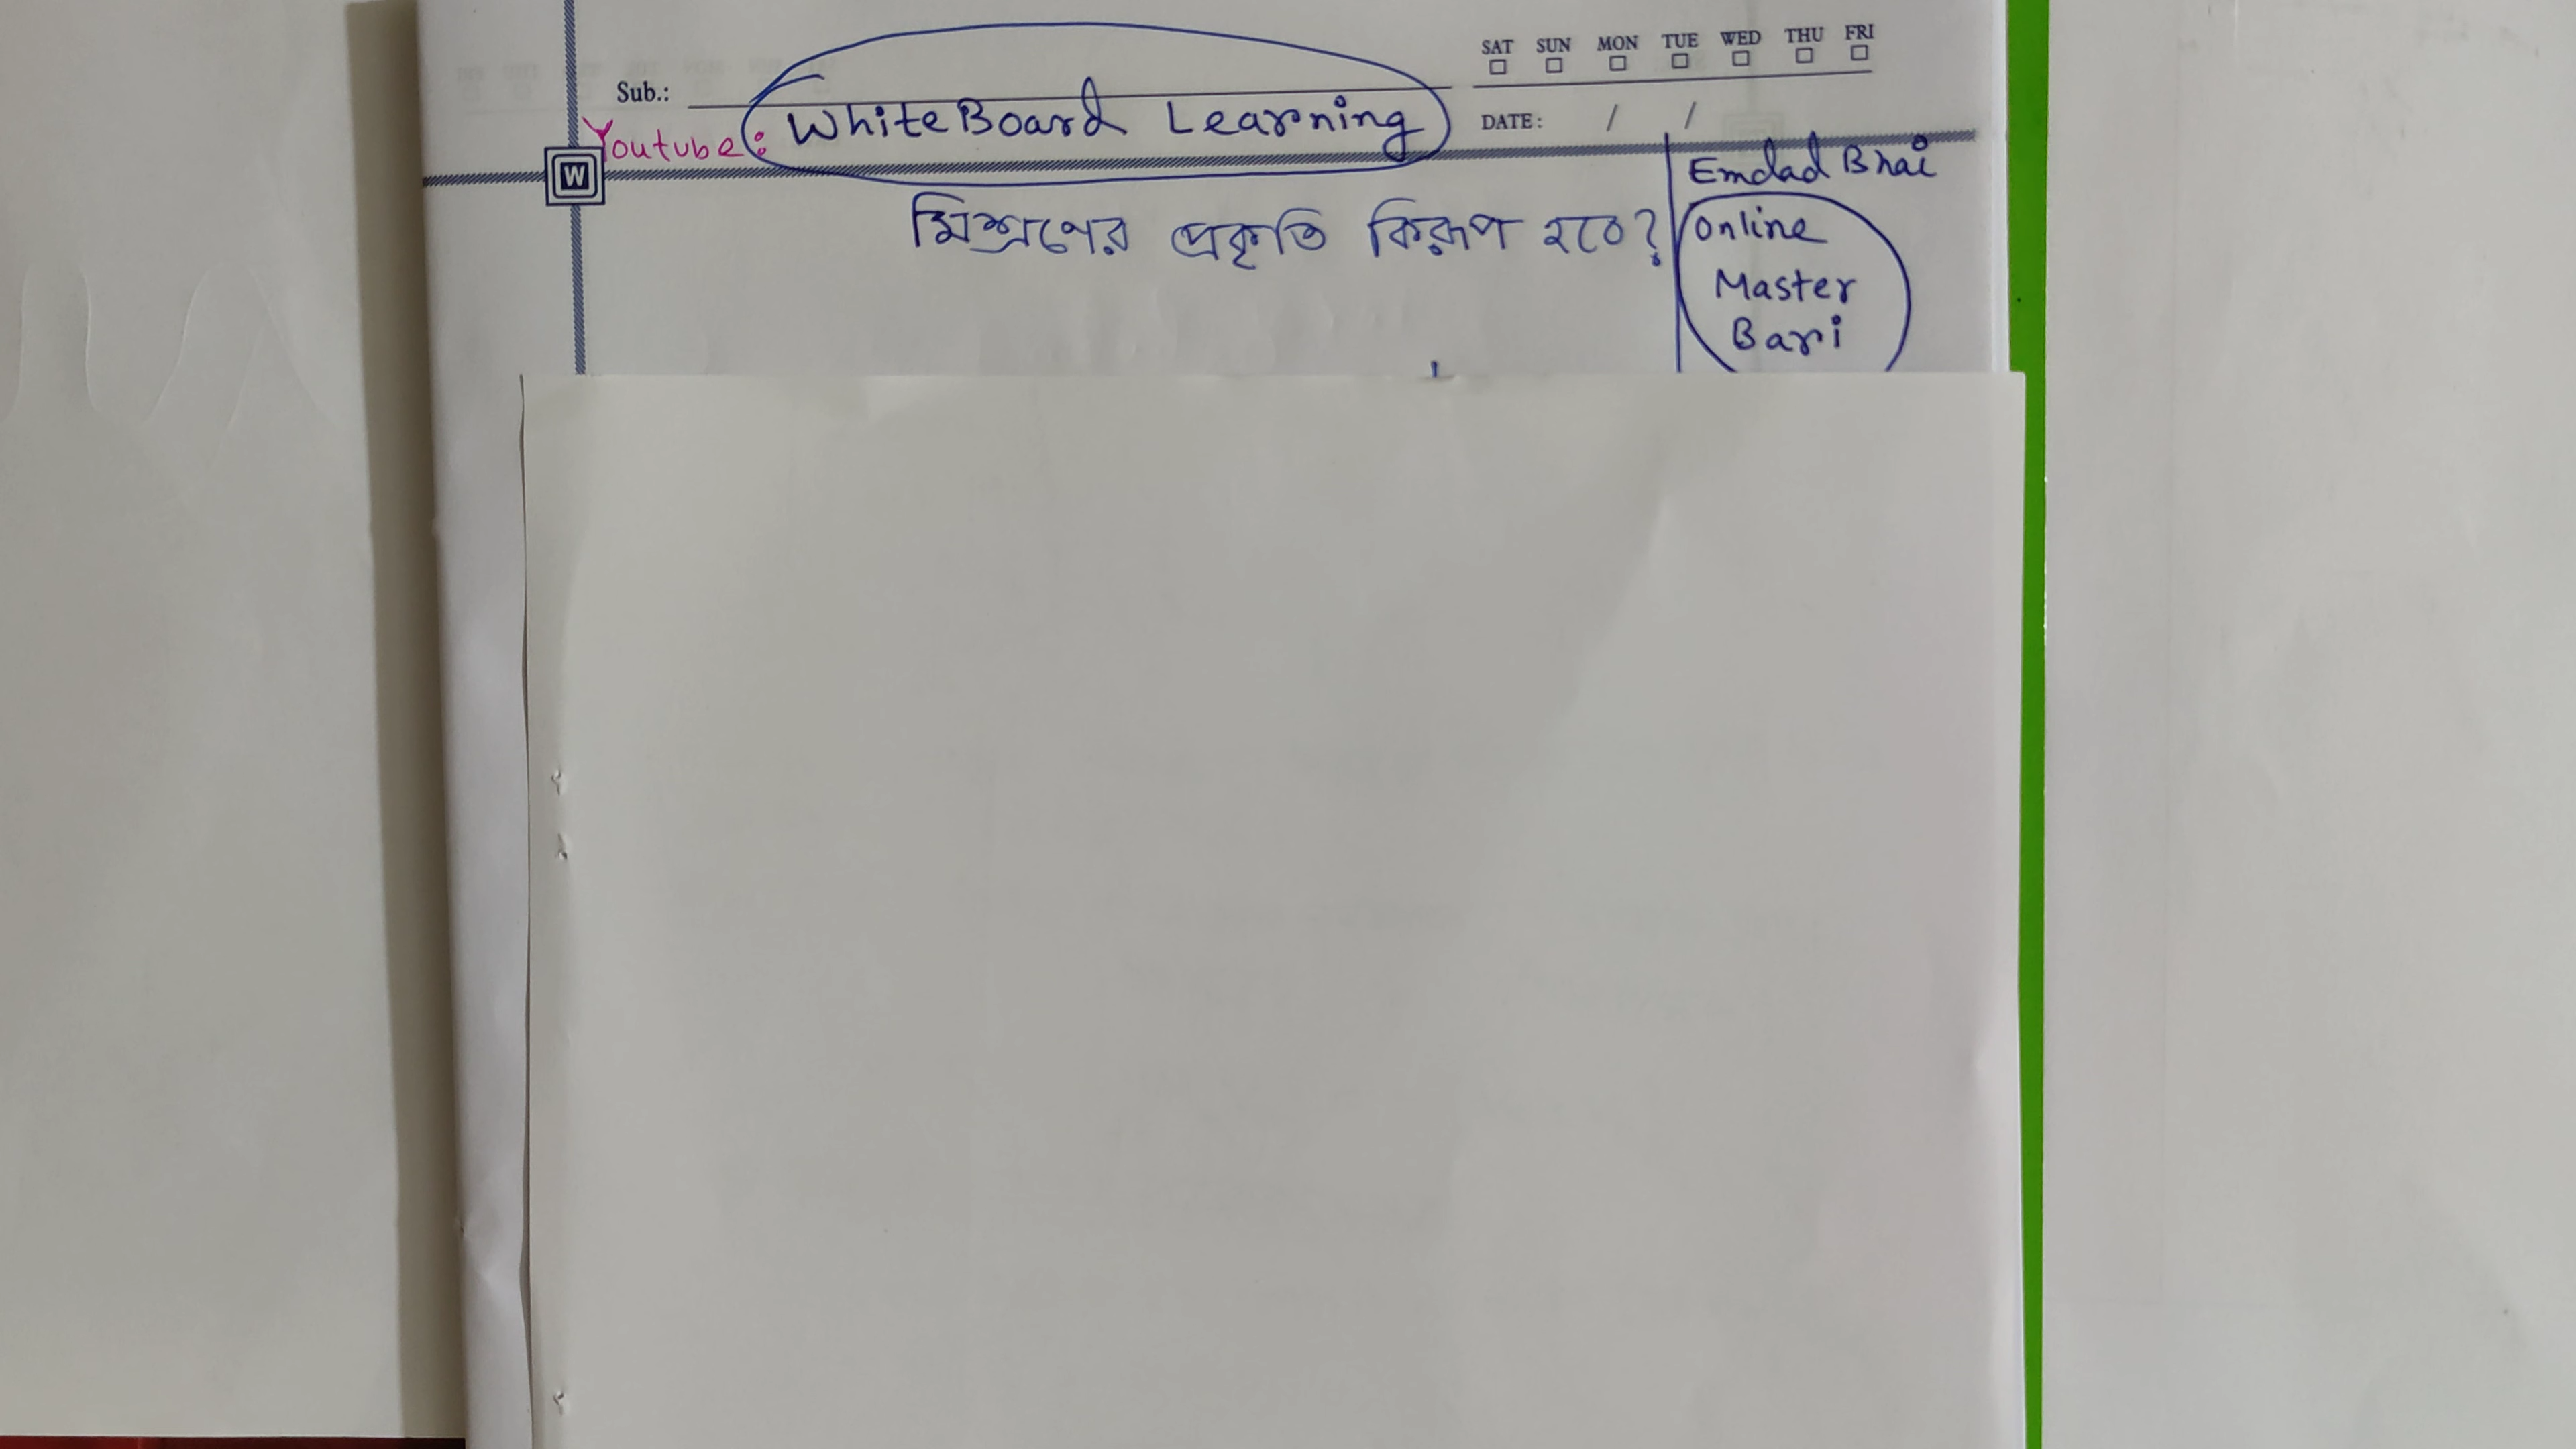 SAT SUN MON TUE WED THU FRI
Sub.:
Youtube: WhiteBoard Learning
DATE: / /
W
Emdad Bhai
মিশ্রণের প্রকৃতি কিরূপ হবে?
Online
Master
Bari